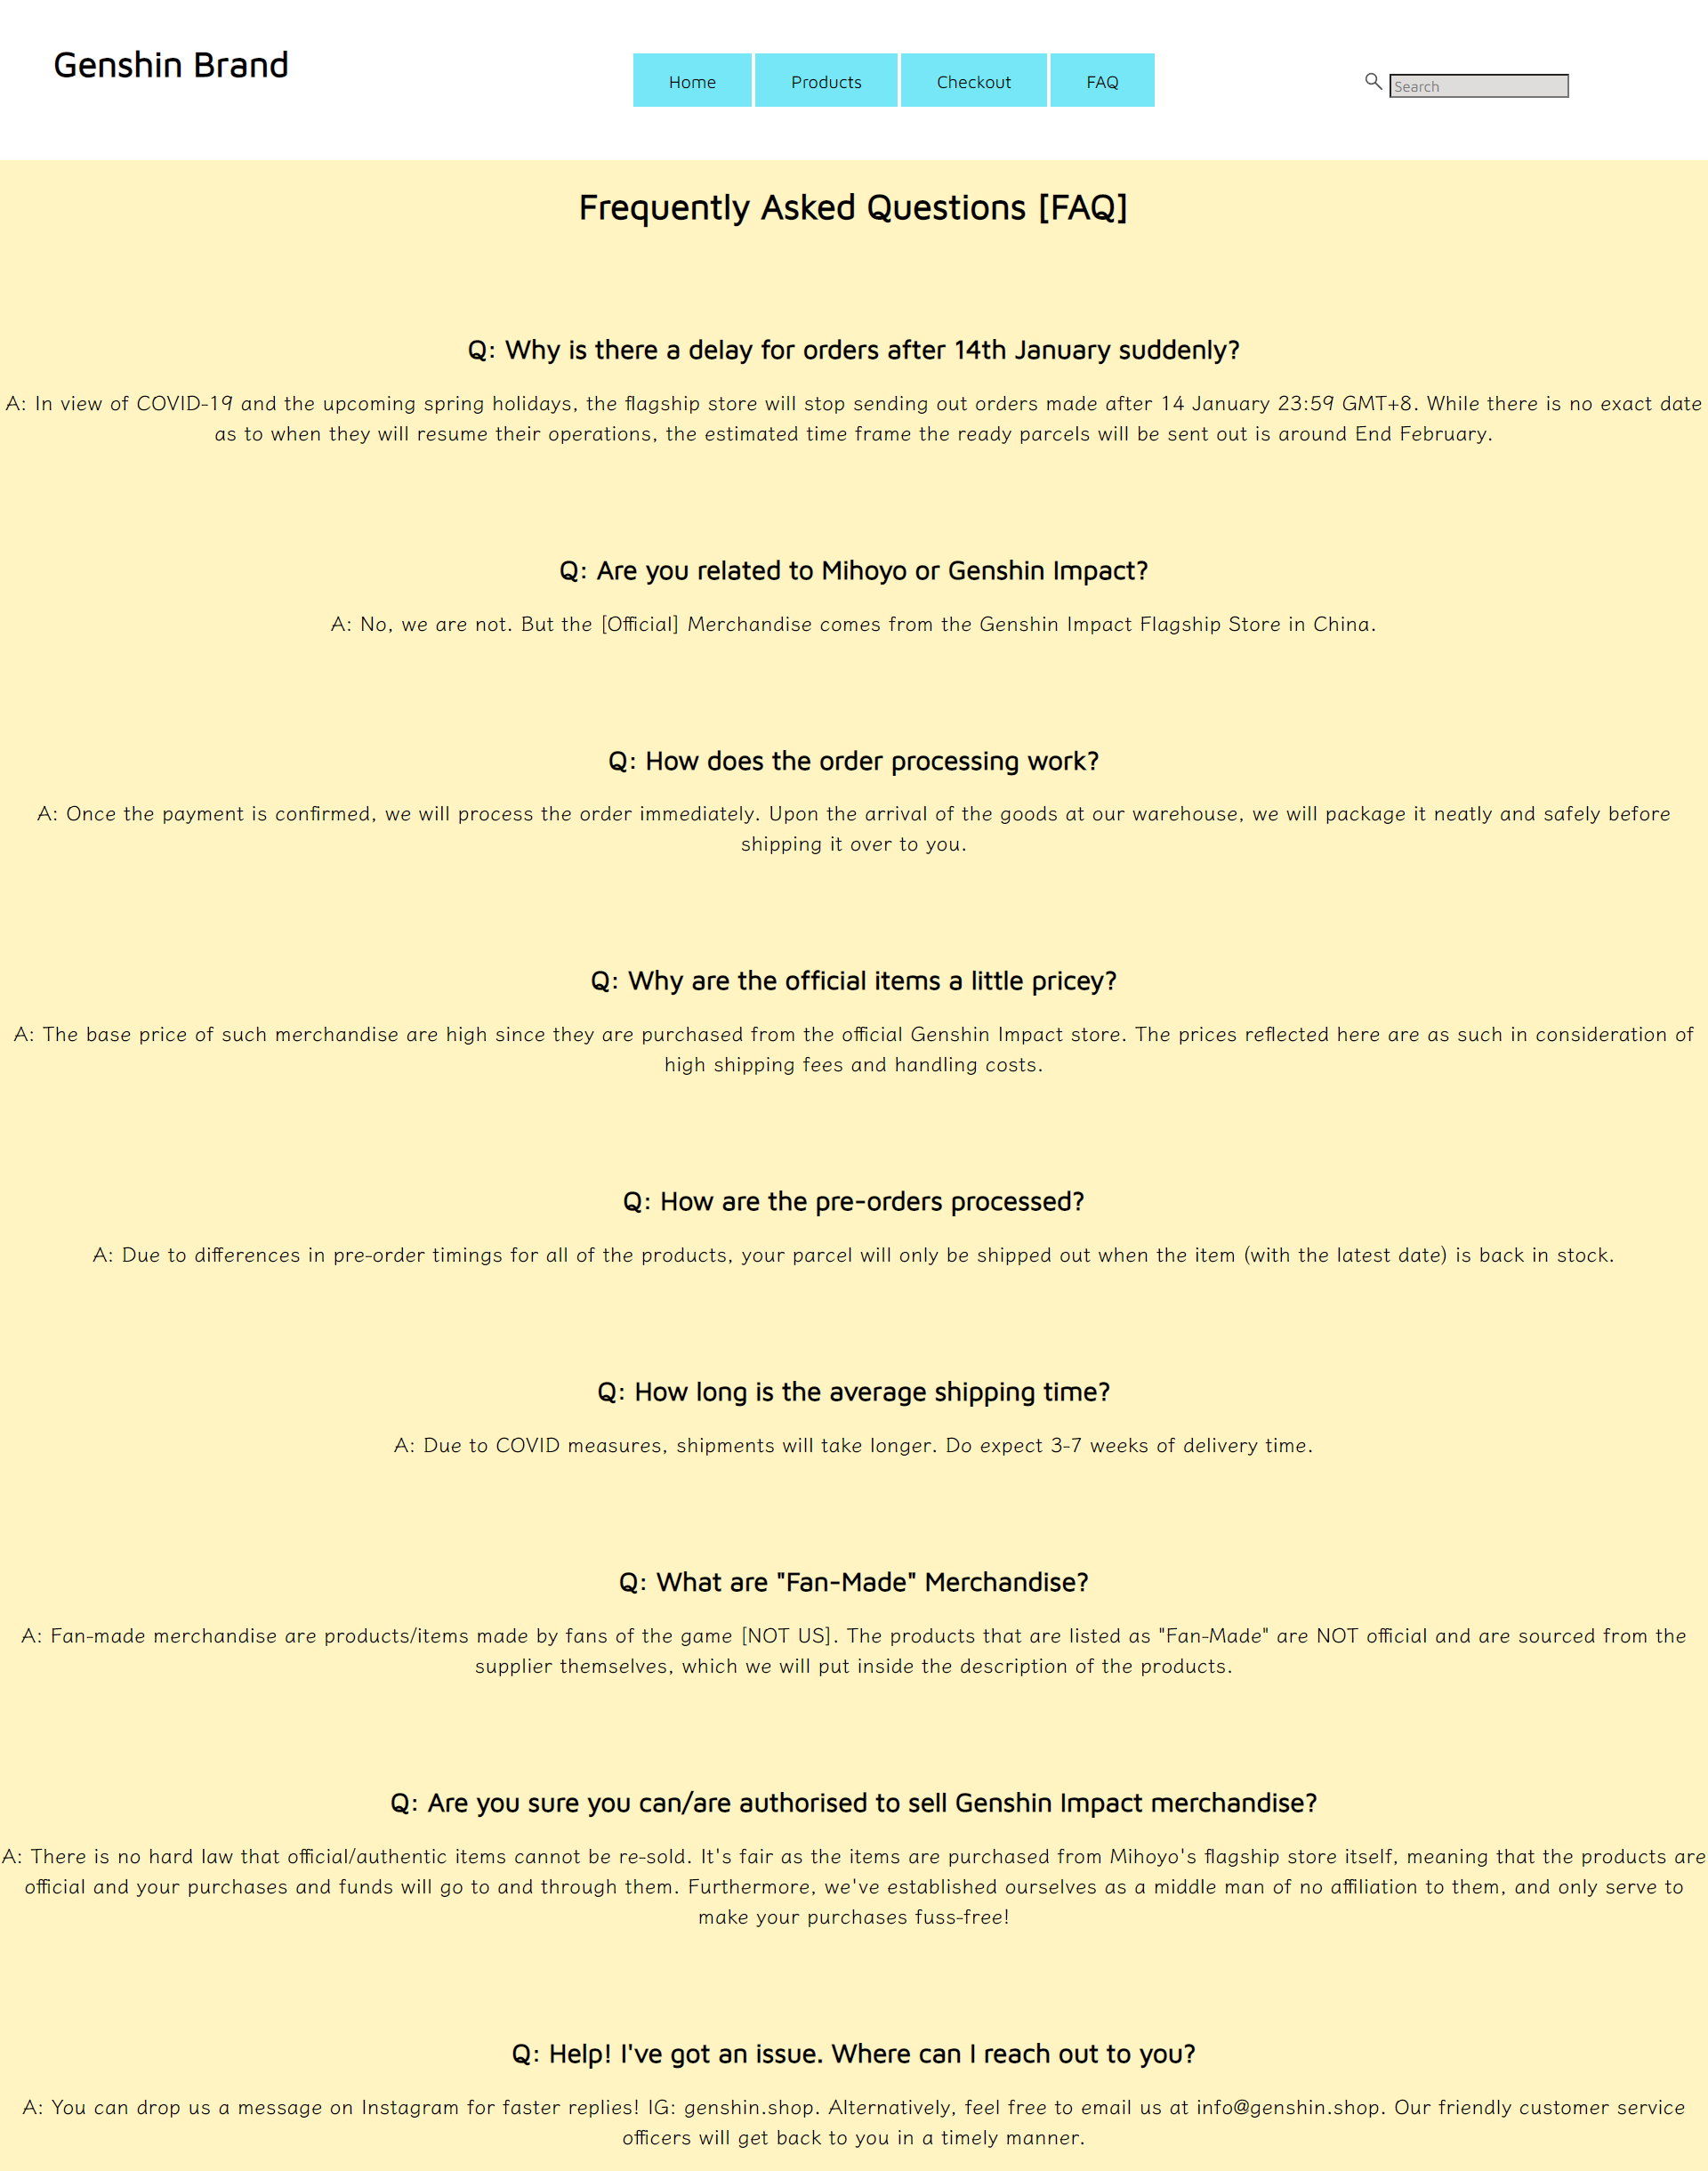 Genshin Brand
Home
Products
Checkout
FAQ
Search
Frequently Asked Questions [FAQ]
Q: Why is there a delay for orders after 14th January suddenly?
A: In view of COVID-19 and the upcoming spring holidays, the flagship store will stop sending out orders made after 14 January 23:59 GMT+8. While there is no exact date
as to when they will resume their operations, the estimated time frame the ready parcels will be sent out is around End February.
Q: Are you related to Mihoyo or Genshin Impact?
A: No, we are not. But the [Official] Merchandise comes from the Genshin Impact Flagship Store in China.
Q: How does the order processing work?
A: Once the payment is confirmed, we will process the order immediately. Upon the arrival of the goods at our warehouse, we will package it neatly and safely before
shipping it over to you.
Q: Why are the official items a little pricey?
A: The base price of such merchandise are high since they are purchased from the official Genshin Impact store. The prices reflected here are as such in consideration of
high shipping fees and handling costs.
Q: How are the pre-orders processed?
A: Due to differences in pre-order timings for all of the products, your parcel will only be shipped out when the item (with the latest date) is back in stock.
Q: How long is the average shipping time?
A: Due to COVID measures, shipments will take longer. Do expect 3-7 weeks of delivery time.
Q: What are "Fan-Made" Merchandise?
A: Fan-made merchandise are products/items made by fans of the game [NOT US]. The products that are listed as "Fan-Made" are NOT official and are sourced from the
supplier themselves, which we will put inside the description of the products.
Q: Are you sure you can/are authorised to sell Genshin Impact merchandise?
A: There is no hard law that official/authentic items cannot be re-sold. It's fair as the items are purchased from Mihoyo's flagship store itself, meaning that the products are
official and your purchases and funds will go to and through them. Furthermore, we've established ourselves as a middle man of no affiliation to them, and only serve to
make your purchases fuss-free!
Q: Help! I've got an issue. Where can I reach out to you?
A: You can drop us a message on Instagram for faster replies! IG: genshin.shop. Alternatively, feel free to email us at info@genshin.shop. Our friendly customer service
officers will get back to you in a timely manner.